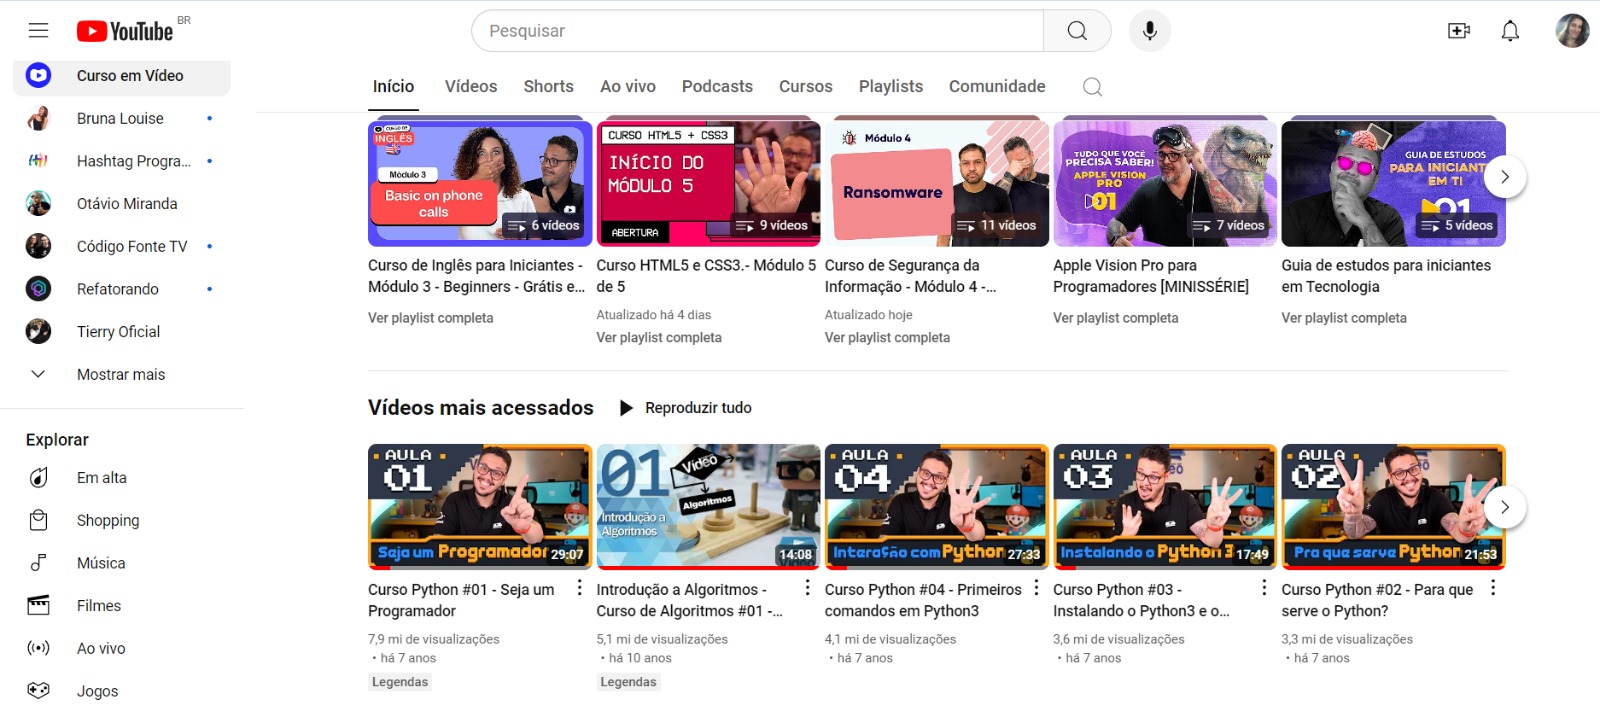 YouTube BR
Pesquisar
Curso em Vídeo
Bruna Louise
Hashtag Progra...
Otávio Miranda
Código Fonte TV
Refatorando
Tierry Oficial
Mostrar mais
Explorar
Em alta
Shopping
Música
Filmes
Ao vivo
Jogos
Início Vídeos Shorts Ao vivo Podcasts Cursos Playlists Comunidade
CURSO DE
INGLÊS
Módulo 3
Basic on phone
calls
6 vídeos
Curso de Inglês para Iniciantes -
Módulo 3 - Beginners - Grátis e...
Ver playlist completa
CURSO HTML5 + CSS3
INÍCIO DO
MÓDULO 5
ABERTURA
9 vídeos
Curso HTML5 e CSS3.- Módulo 5
de 5
Atualizado há 4 dias
Ver playlist completa
Módulo 4
Ransomware
11 vídeos
Curso de Segurança da
Informação - Módulo 4 -...
Atualizado hoje
Ver playlist completa
TUDO QUE VOCÊ
PRECISA SABER!
APPLE VISION
PRO
01
7 vídeos
Apple Vision Pro para
Programadores [MINISSÉRIE]
Ver playlist completa
GUIA DE ESTUDOS
PARA INICIANT
EM TI
01
5 vídeos
Guia de estudos para iniciantes
em Tecnologia
Ver playlist completa
Vídeos mais acessados
Reproduzir tudo
AULA
01
Seja um Programador
29:07
Curso Python #01 - Seja um
Programador
7,9 mi de visualizações
• há 7 anos
Legendas
01
Vídeo
Algoritmos
Introdução a
Algoritmos
14:08
Introdução a Algoritmos -
Curso de Algoritmos #01 -...
5,1 mi de visualizações
• há 10 anos
Legendas
AULA
04
Interação com Python
27:33
Curso Python #04 - Primeiros
comandos em Python3
4,1 mi de visualizações
• há 7 anos
AULA
03
Instalando o Python 3
17:49
Curso Python #03 -
Instalando o Python3 e o...
3,6 mi de visualizações
• há 7 anos
AULA
02
Pra que serve Python
21:53
Curso Python #02 - Para que
serve o Python?
3,3 mi de visualizações
• há 7 anos